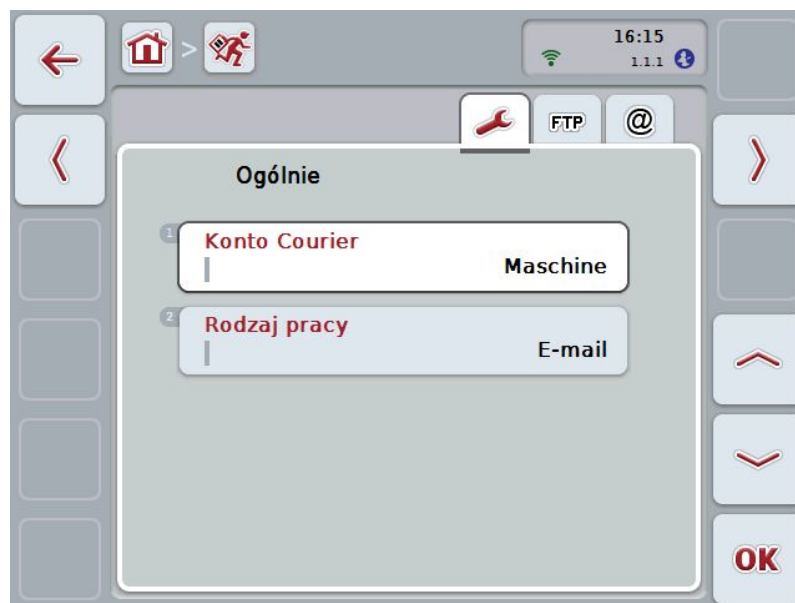 >
16:15
1.1.1
FTP
@
Ogólnie
1
Konto Courier
Maschine
2
Rodzaj pracy
E-mail
OK